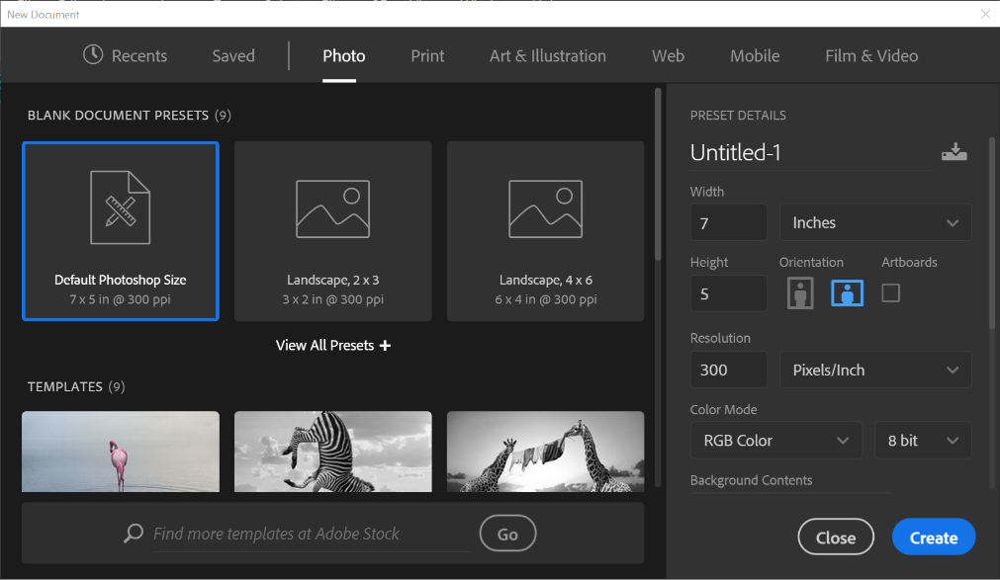 New Document
Recents Saved Photo Print Art & Illustration Web Mobile Film & Video
BLANK DOCUMENT PRESETS (9)
Default Photoshop Size
7 x 5 in @ 300 ppi
Landscape, 2 x 3
3 x 2 in @ 300 ppi
Landscape, 4 x 6
6 x 4 in @ 300 ppi
View All Presets +
TEMPLATES (9)
Find more templates at Adobe Stock
Go
PRESET DETAILS
Untitled-1
Width
7 Inches
Height Orientation Artboards
5
Resolution
300 Pixels/Inch
Color Mode
RGB Color 8 bit
Background Contents
Close Create